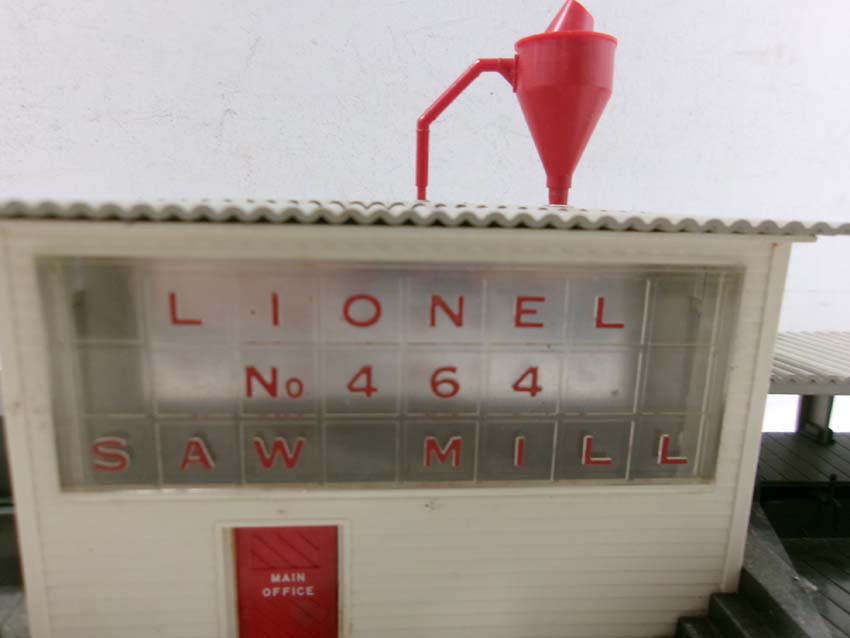 LIONEL
No 464
SAW MILL
MAIN
OFFICE